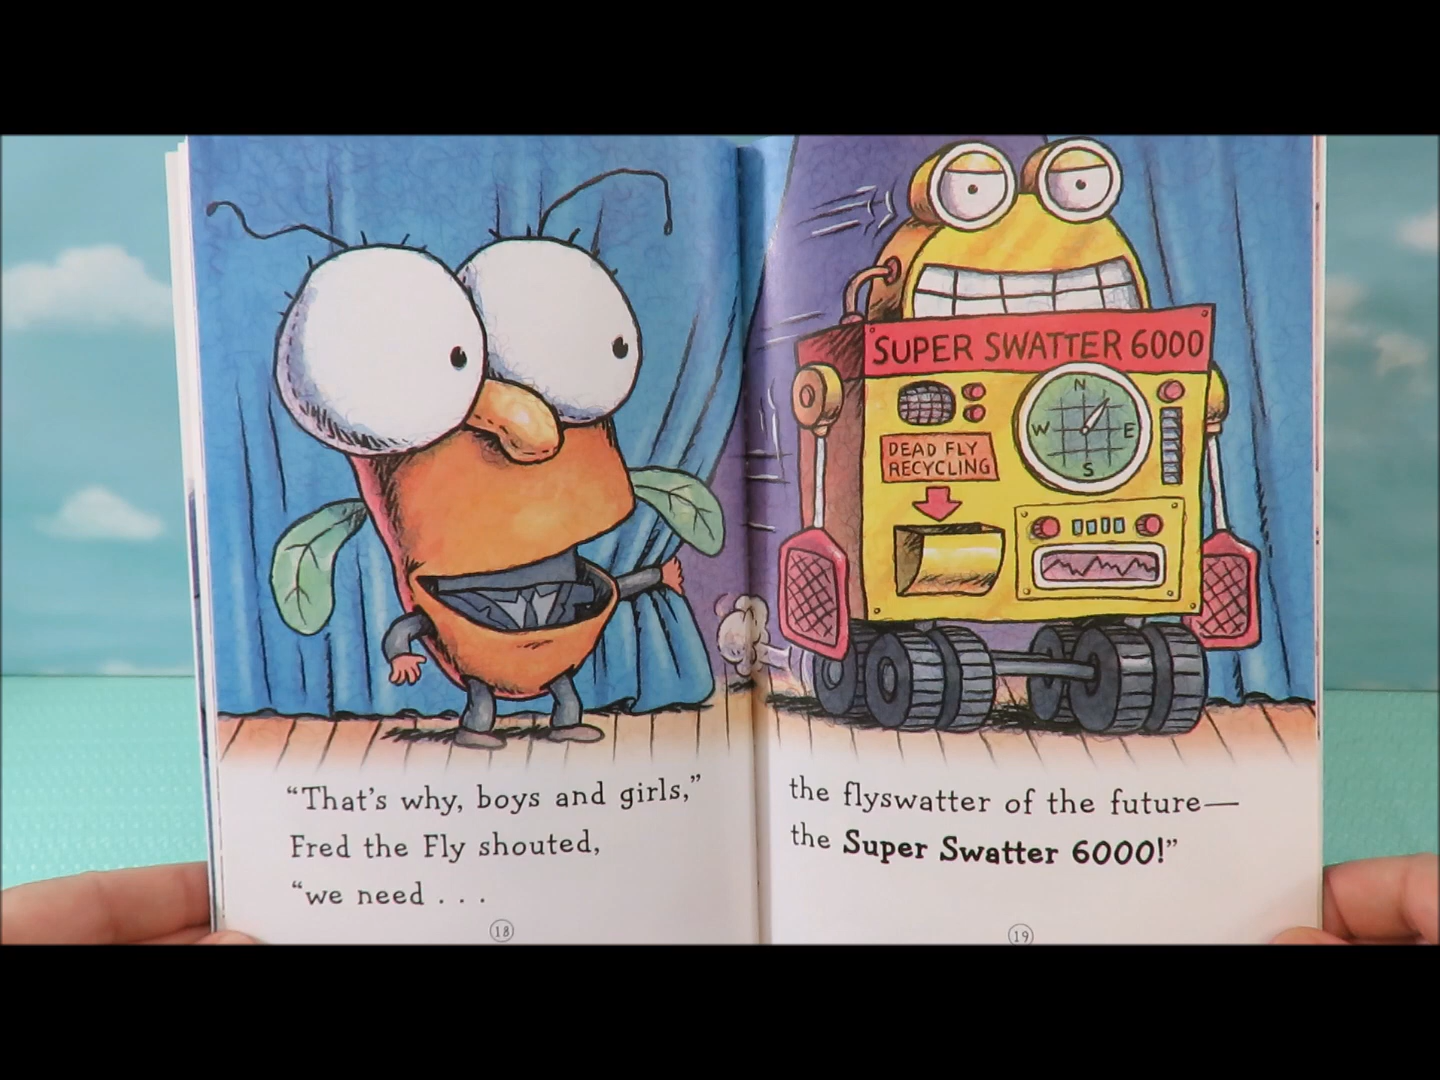 SUPER SWATTER 6000
N
W E
S
DEAD FLY
RECYCLING
“That’s why, boys and girls,”
Fred the Fly shouted,
“we need . . .
18
the flyswatter of the future—
the Super Swatter 6000!”
19